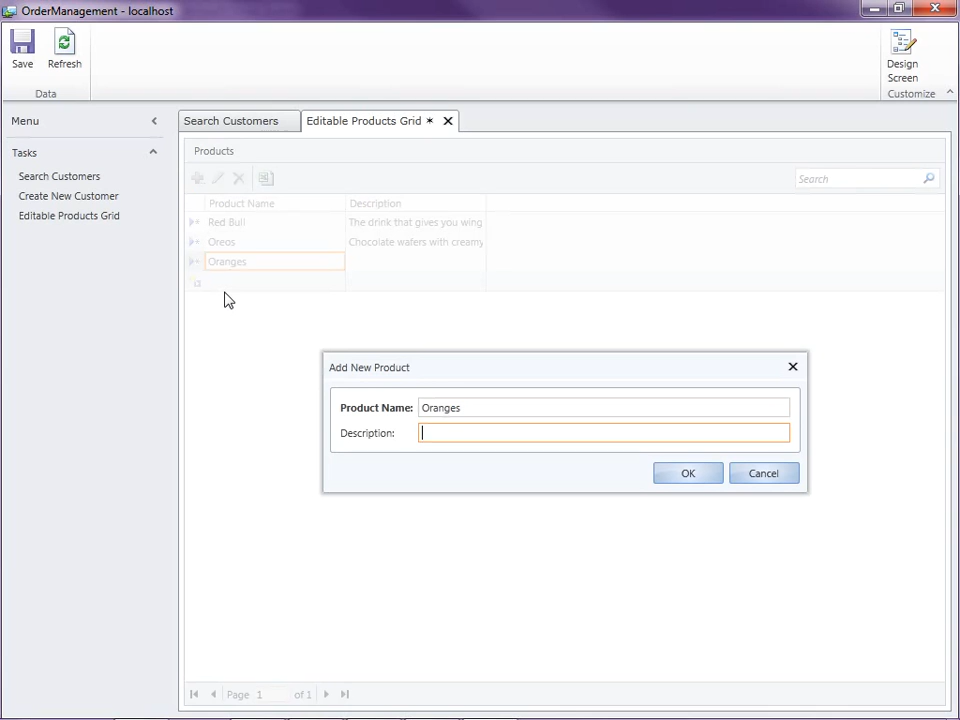 OrderManagement - localhost
Save
Refresh
Design
Screen
Data
Customize
Menu
Search Customers
Editable Products Grid *
Tasks
Products
Search Customers
Create New Customer
Editable Products Grid
Search
Product Name
Description
Red Bull
The drink that gives you wing
Oreos
Chocolate wafers with creamy
Oranges
Add New Product
Product Name: Oranges
Description:
OK
Cancel
Page 1 of 1